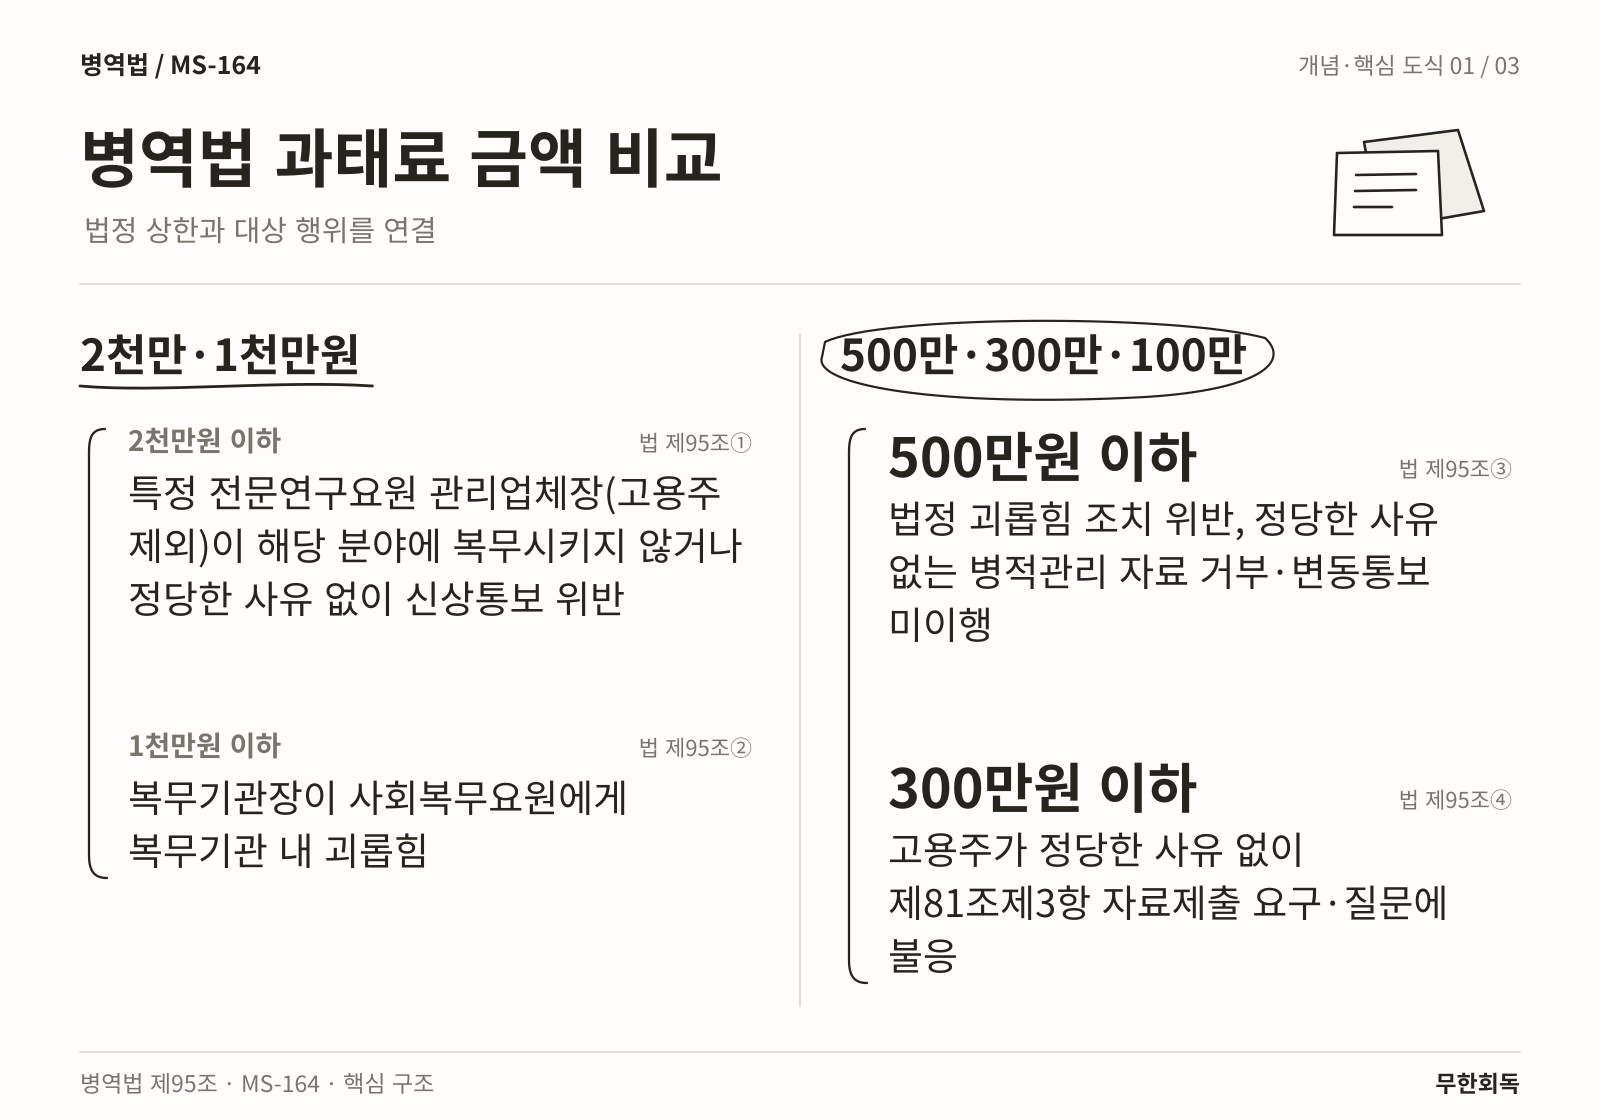 병역법 / MS-164
개념·핵심 도식 01 / 03
병역법 과태료 금액 비교
법정 상한과 대상 행위를 연결
2천만·1천만원
2천만원 이하
법 제95조①
특정 전문연구요원 관리업체장(고용주
제외)이 해당 분야에 복무시키지 않거나
정당한 사유 없이 신상통보 위반
1천만원 이하
법 제95조②
복무기관장이 사회복무요원에게
복무기관 내 괴롭힘
500만·300만·100만
500만원 이하
법 제95조③
법정 괴롭힘 조치 위반, 정당한 사유
없는 병적관리 자료 거부·변동통보
미이행
300만원 이하
법 제95조④
고용주가 정당한 사유 없이
제81조제3항 자료제출 요구·질문에
불응
병역법 제95조 · MS-164 · 핵심 구조
무한회독